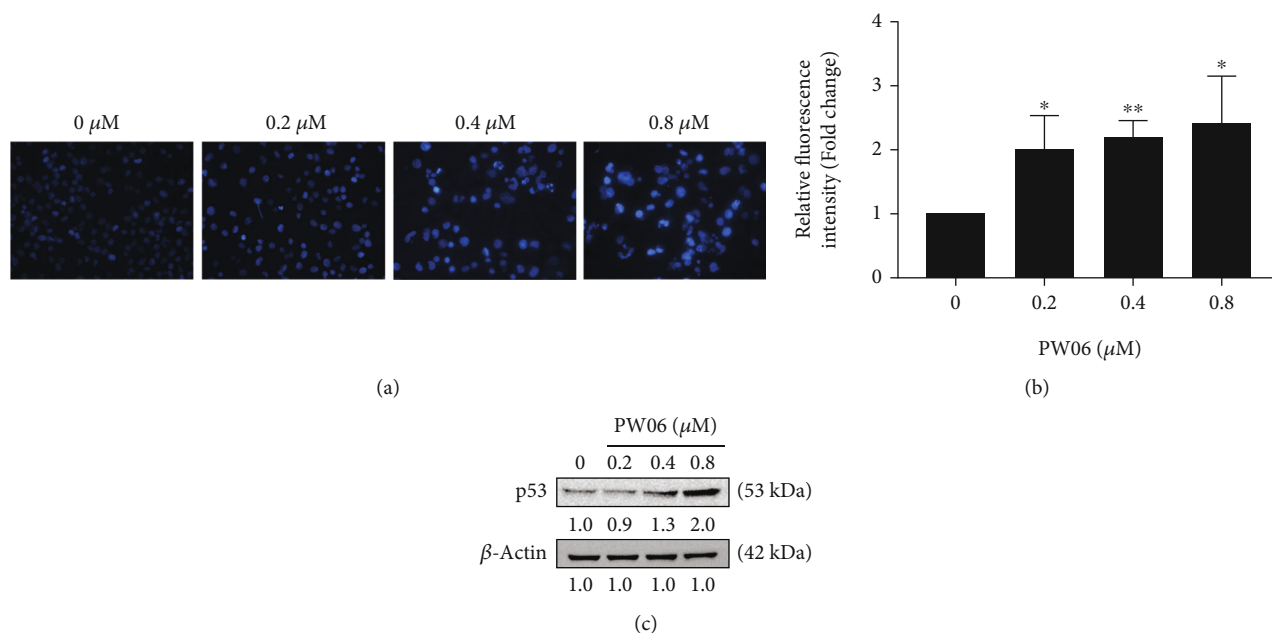 0 μM 0.2 μM 0.4 μM 0.8 μM
(a)
Relative fluorescence
intensity (Fold change)
4
3
2
1
0
* ** *
0 0.2 0.4 0.8
PW06 (μM)
(b)
PW06 (μM)
0 0.2 0.4 0.8
p53 (53 kDa)
1.0 0.9 1.3 2.0
β-Actin (42 kDa)
1.0 1.0 1.0 1.0
(c)